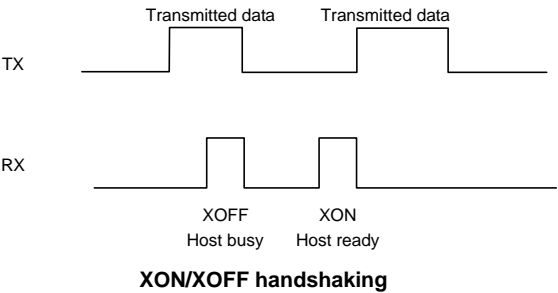 Transmitted data Transmitted data
TX
RX
XOFF XON
Host busy Host ready
XON/XOFF handshaking